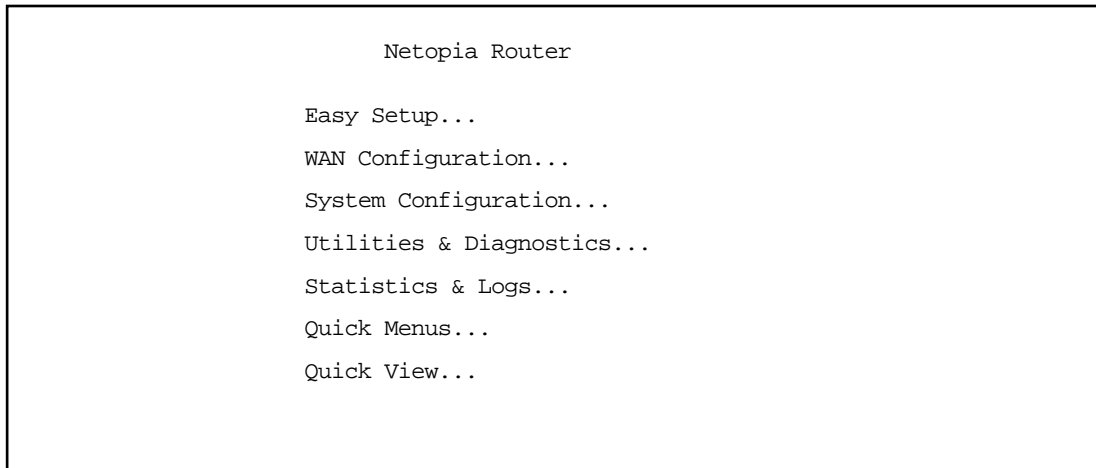 Netopia Router
Easy Setup...
WAN Configuration...
System Configuration...
Utilities & Diagnostics...
Statistics & Logs...
Quick Menus...
Quick View...